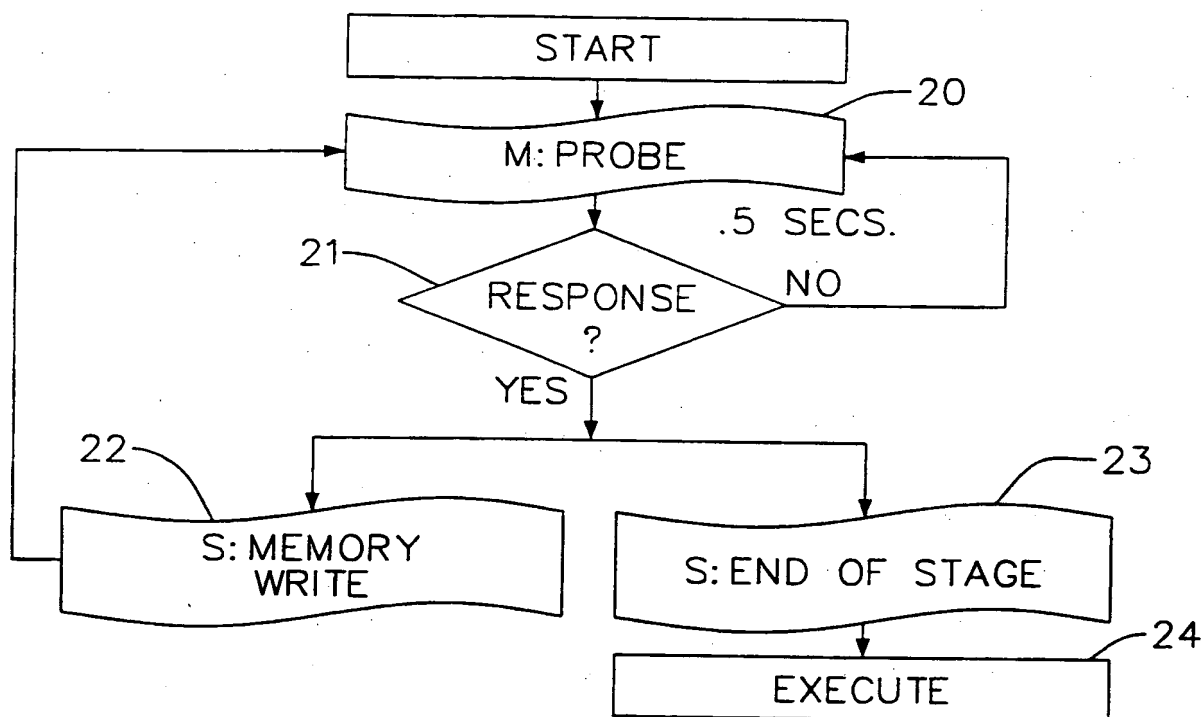 START
20
M: PROBE
.5 SECS.
21
RESPONSE
?
NO
YES
22
23
S: MEMORY
WRITE
S: END OF STAGE
24
EXECUTE